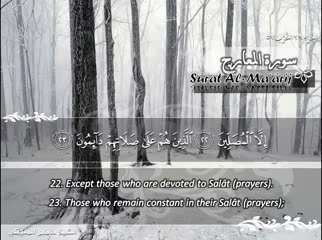 سورة المعارج
Surat Al-Ma'arij
إِلَّا الْمُصَلِّينَ ﴿٢٢﴾ الَّذِينَ هُمْ عَلَىٰ صَلَاتِهِمْ دَائِمُونَ ﴿٢٣﴾
22. Except those who are devoted to Salât (prayers).
23. Those who remain constant in their Salât (prayers);